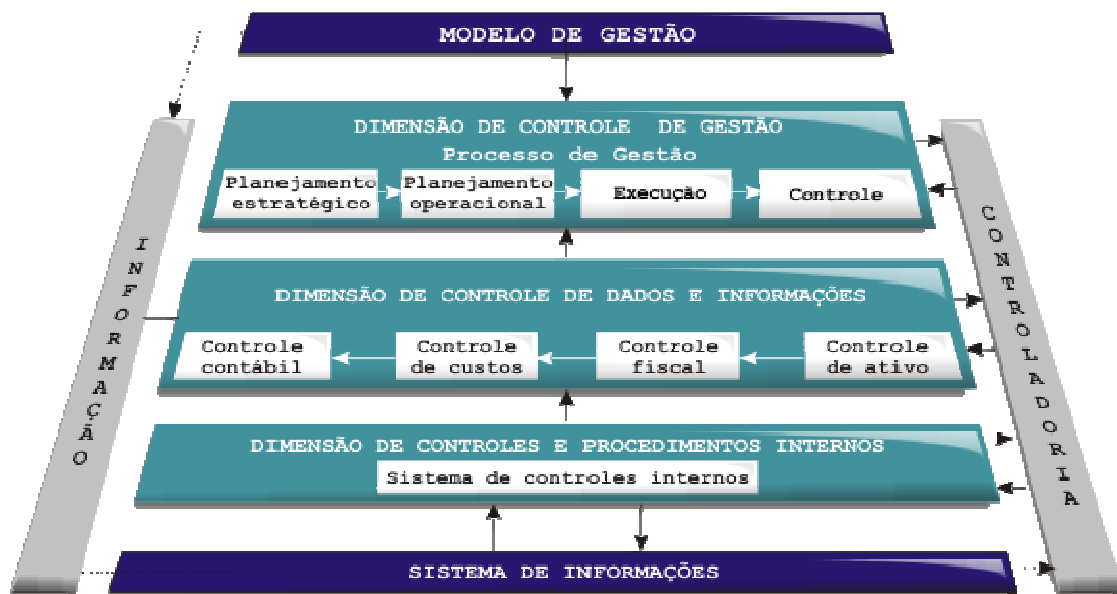 MODELO DE GESTÃO
DIMENSÃO DE CONTROLE DE GESTÃO
Processo de Gestão
Planejamento
estratégico
Planejamento
operacional
Execução
Controle
INFORMAÇÃO
CONTROLADORIA
DIMENSÃO DE CONTROLE DE DADOS E INFORMAÇÕES
Controle
contábil
Controle
de custos
Controle
fiscal
Controle
de ativo
DIMENSÃO DE CONTROLES E PROCEDIMENTOS INTERNOS
Sistema de controles internos
SISTEMA DE INFORMAÇÕES